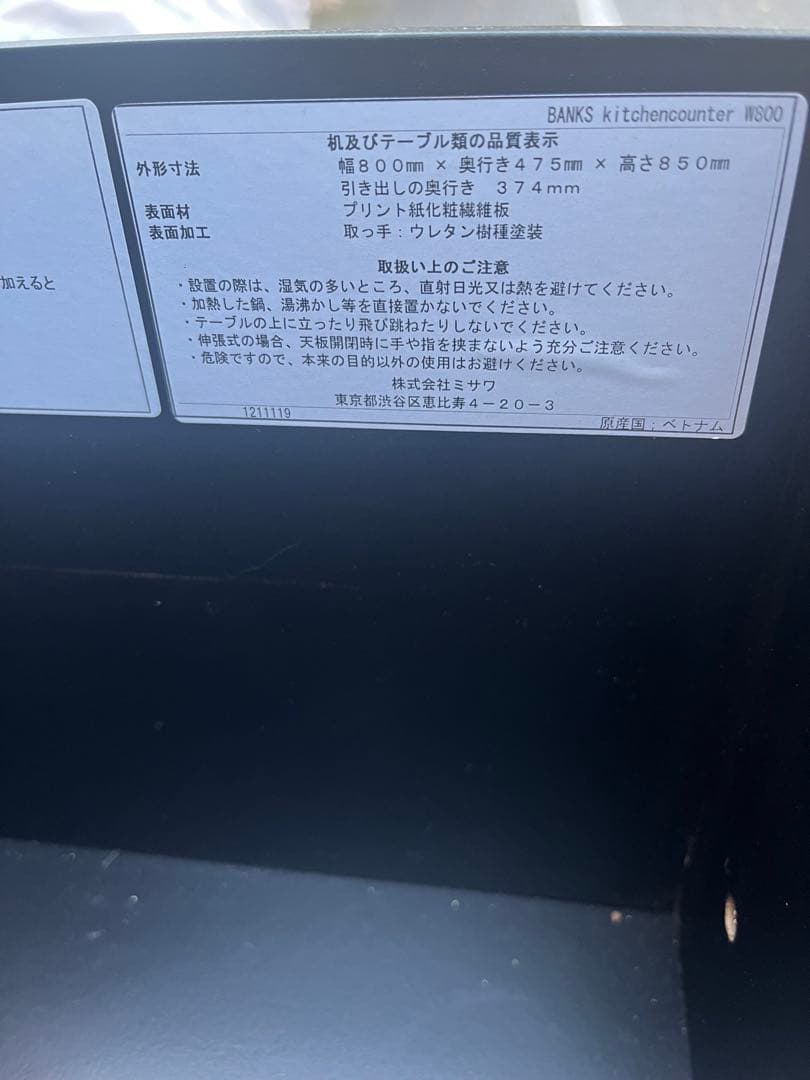 加えると
BANKS kitchencounter W800
机及びテーブル類の品質表示
外形寸法 幅800㎜ × 奥行き475㎜ × 高さ850㎜
引き出しの奥行き 374mm
表面材 プリント紙化粧繊維板
表面加工 取っ手：ウレタン樹種塗装
取扱い上のご注意
・設置の際は、湿気の多いところ、直射日光又は熱を避けてください。
・加熱した鍋、湯沸かし等を直接置かないでください。
・テーブルの上に立ったり飛び跳ねたりしないでください。
・伸張式の場合、天板開閉時に手や指を挟まないよう充分ご注意ください。
・危険ですので、本来の目的以外の使用はお避けください。
株式会社ミサワ
東京都渋谷区恵比寿4－20－3
1211119 原産国：ベトナム